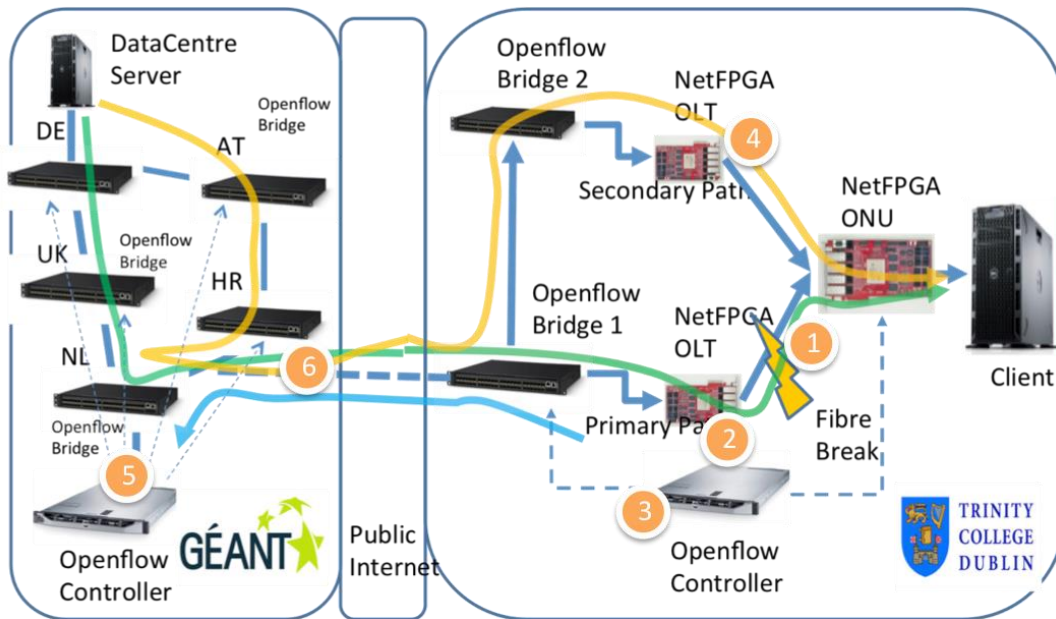 DataCentre
Server
DE
Openflow
Bridge
AT
UK
Openflow
Bridge
HR
NL
Openflow
Bridge
5
Openflow
Controller
GÉANT
6
Public
Internet
Openflow
Bridge 2
NetFPGA
OLT
4
Secondary Path
NetFPGA
ONU
Openflow
Bridge 1
NetFPGA
OLT
1
Client
Primary Path
2
Fibre
Break
3
Openflow
Controller
TRINITY
COLLEGE
DUBLIN